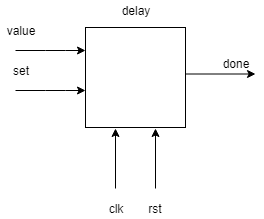 delay
value
set
done
clk
rst